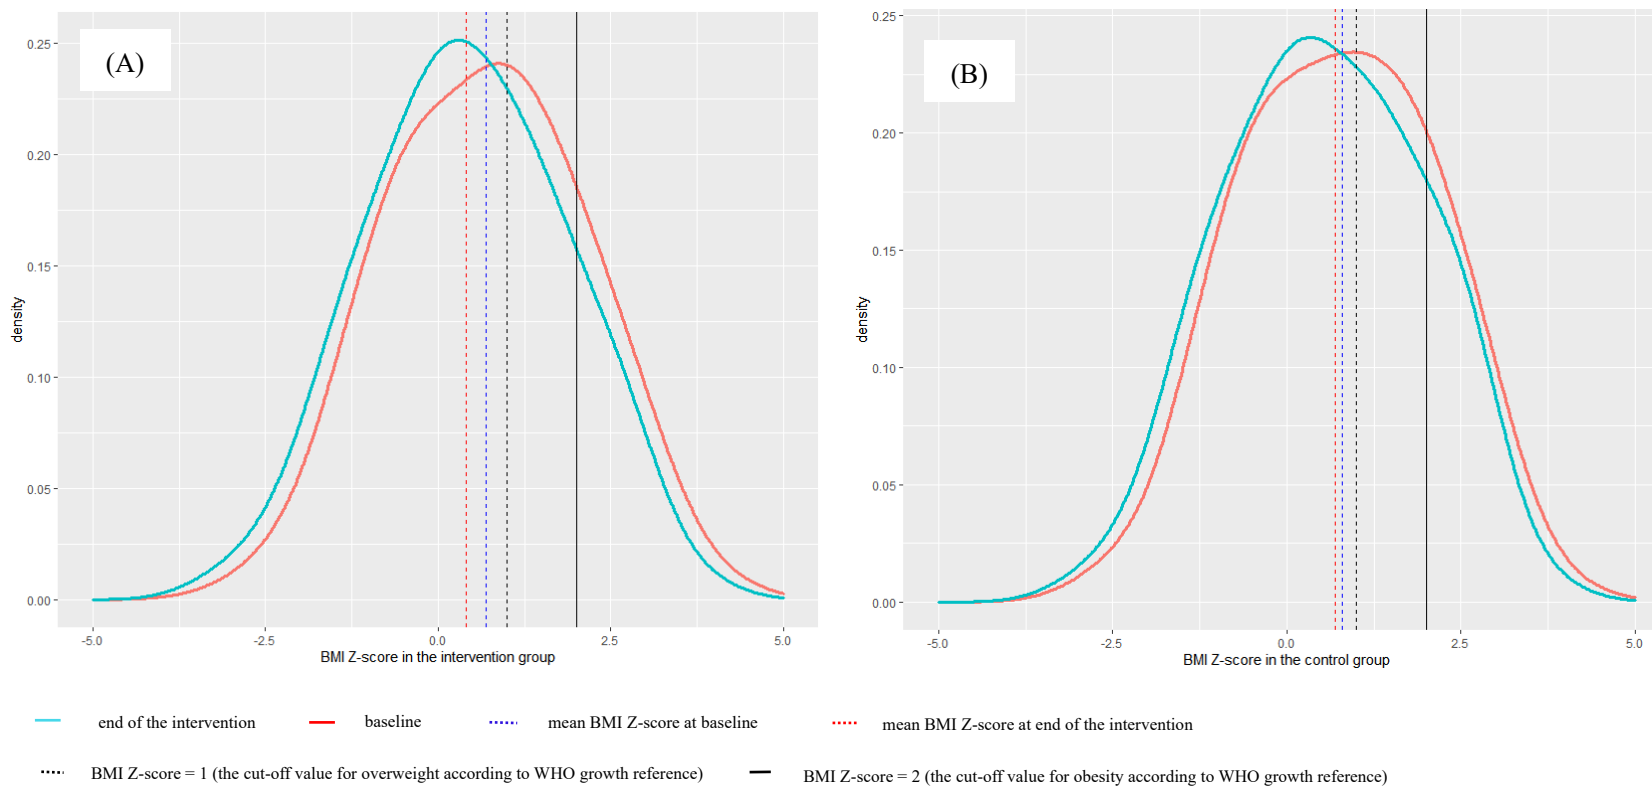 (A)
0.25
0.20
0.15
0.10
0.05
0.00
density
-5.0 -2.5 0.0 2.5 5.0
BMI Z-score in the intervention group
(B)
0.25
0.20
0.15
0.10
0.05
0.00
density
-5.0 -2.5 0.0 2.5 5.0
BMI Z-score in the control group
end of the intervention baseline mean BMI Z-score at baseline mean BMI Z-score at end of the intervention
BMI Z-score = 1 (the cut-off value for overweight according to WHO growth reference) BMI Z-score = 2 (the cut-off value for obesity according to WHO growth reference)